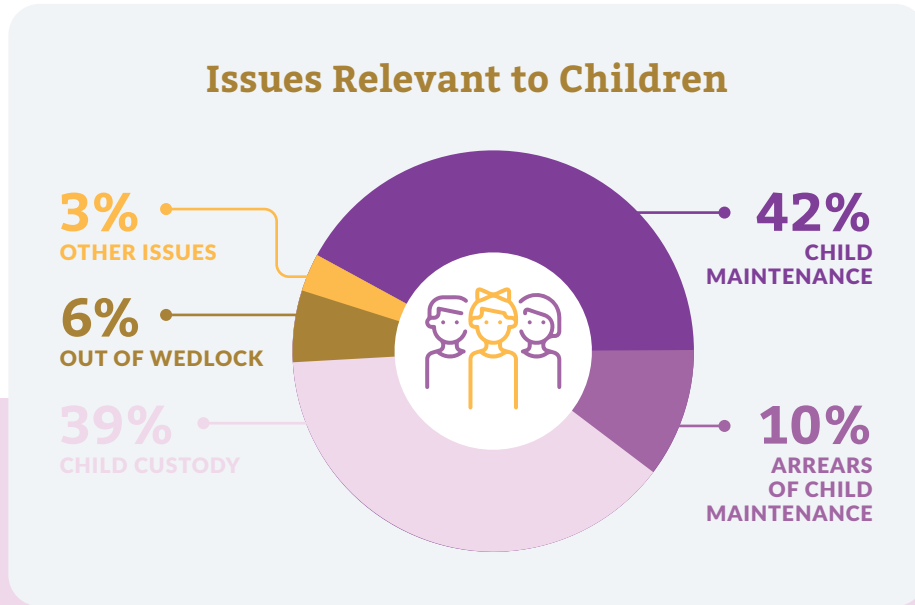 Issues Relevant to Children
3%
OTHER ISSUES
6%
OUT OF WEDLOCK
39%
CHILD CUSTODY
42%
CHILD
MAINTENANCE
10%
ARREARS
OF CHILD
MAINTENANCE